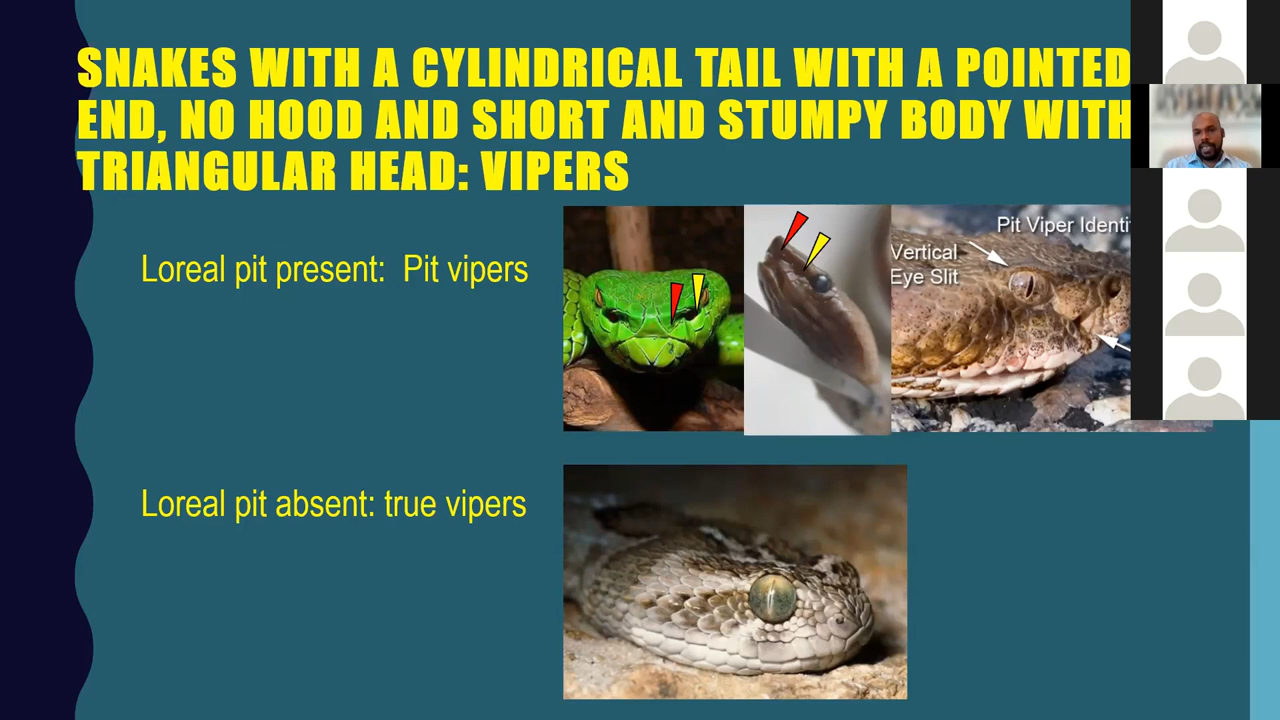 SNAKES WITH A CYLINDRICAL TAIL WITH A POINTED
END, NO HOOD AND SHORT AND STUMPY BODY WITH
TRIANGULAR HEAD: VIPERS
Loreal pit present: Pit vipers
Pit Viper
Vertical
Eye Slit
Loreal pit absent: true vipers